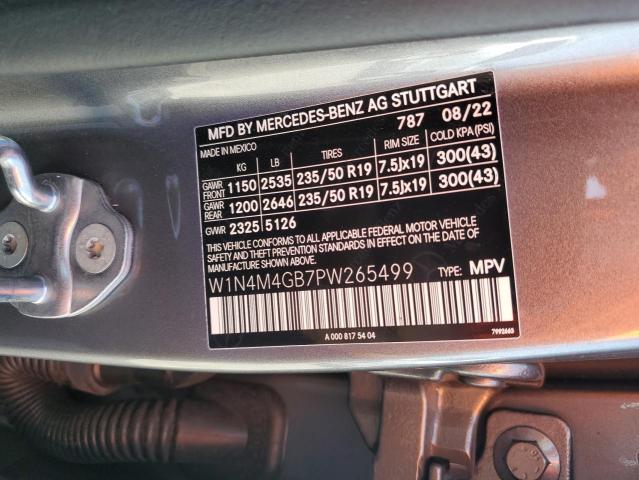 MFD BY MERCEDES-BENZ AG STUTTGART
MADE IN MEXICO 787 08/22
KG LB TIRES RIM SIZE COLD KPA (PSI)
GAWR FRONT 1150 2535 235/50 R19 7.5Jx19 300(43)
GAWR REAR 1200 2646 235/50 R19 7.5Jx19 300(43)
GVWR 2325 5126
THIS VEHICLE CONFORMS TO ALL APPLICABLE FEDERAL MOTOR VEHICLE
SAFETY AND THEFT PREVENTION STANDARDS IN EFFECT ON THE DATE OF
MANUFACTURE SHOWN ABOVE.
W1N4M4GB7PW265499 TYPE: MPV
A 000 817 54 04
7992663